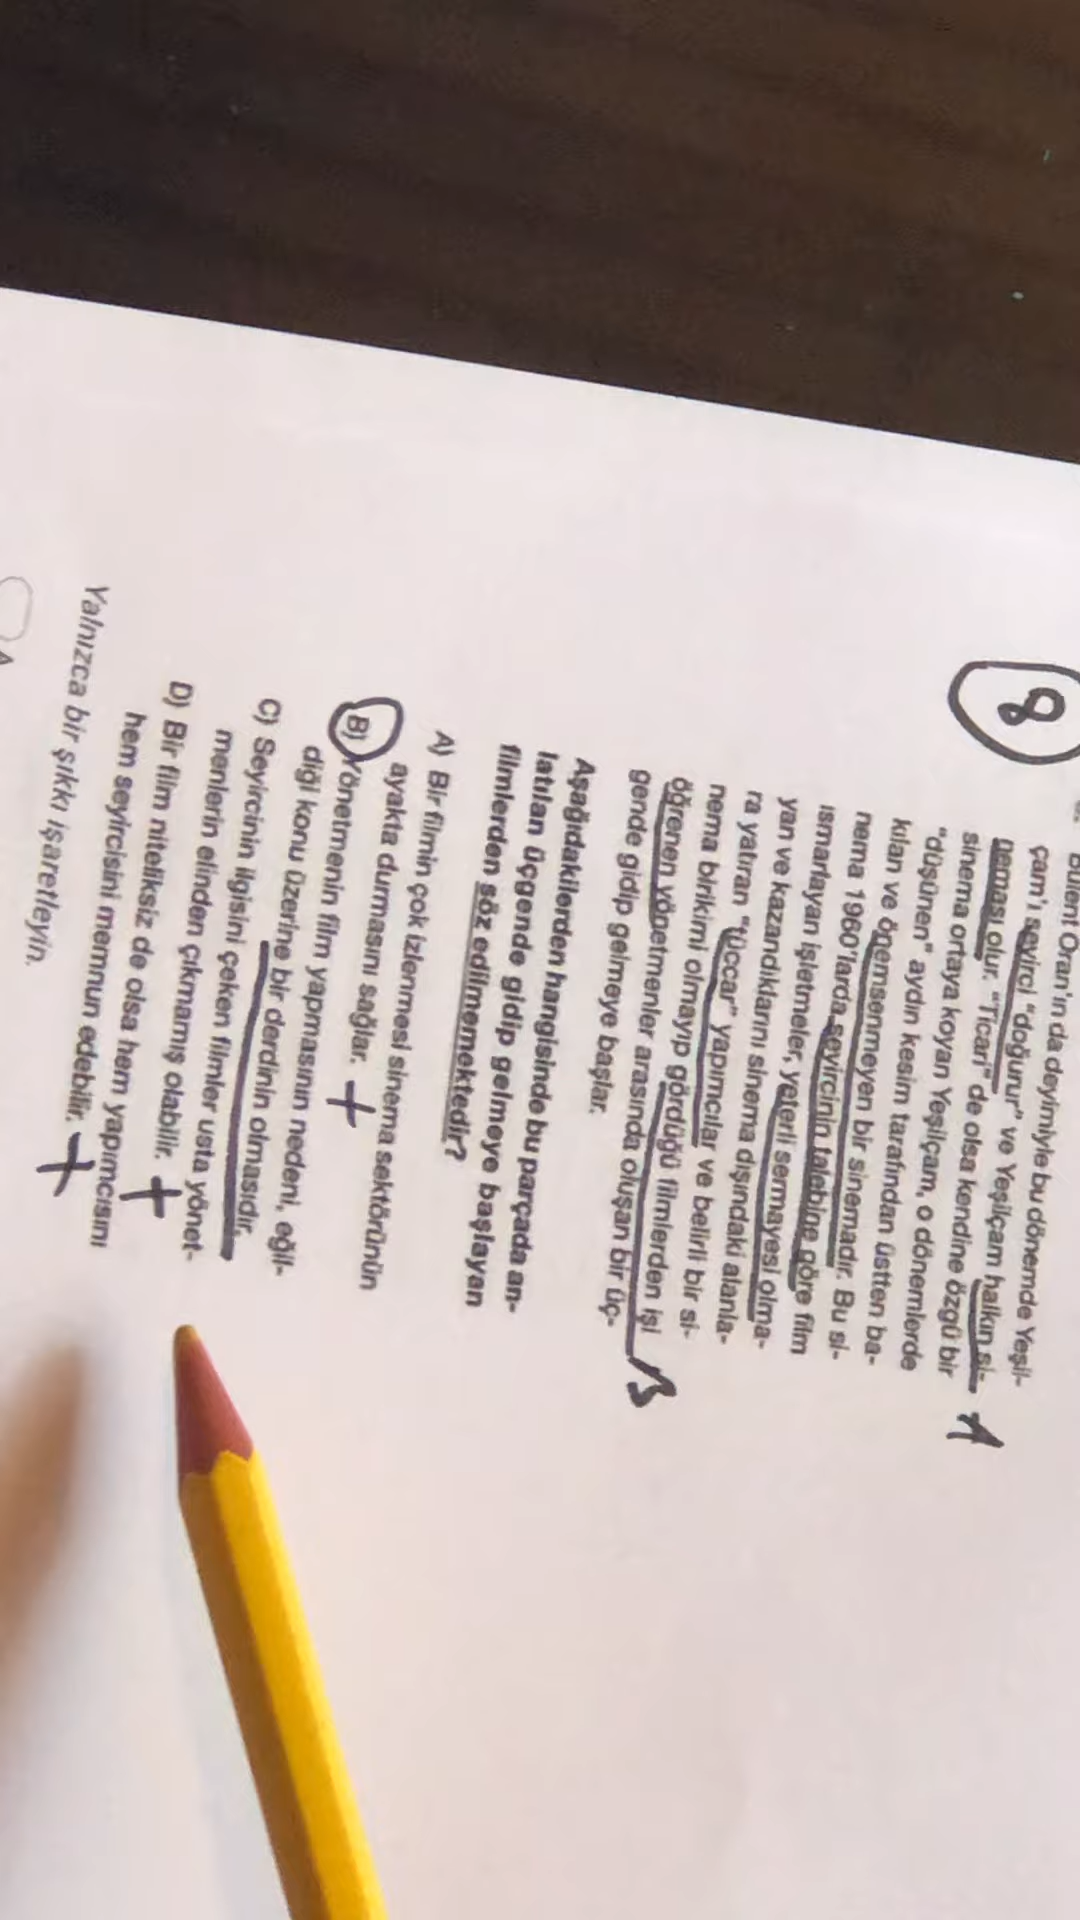 8
Bülent Oran'ın da deyimiyle bu dönemde Yeşil-
çam'ı seyirci "doğurur" ve Yeşilçam halkın si-
neması olur. "Ticari" de olsa kendine özgü bir
sinema ortaya koyan Yeşilçam, o dönemlerde
"düşünen" aydın kesim tarafından üstten ba-
kılan ve önemsenmeyen bir sinemadır. Bu si-
nema 1960'larda seyircinin talebine göre film
ısmarlayan işletmeler, yeterli sermayesi olma-
yan ve kazandıklarını sinema dışındaki alanla-
ra yatıran "tüccar" yapımcılar ve belirli bir si-
nema birikimi olmayıp gördüğü filmlerden işi
öğrenen yönetmenler arasında oluşan bir üç-
gende gidip gelmeye başlar.
Aşağıdakilerden hangisinde bu parçada an-
latılan üçgende gidip gelmeye başlayan
filmlerden söz edilmemektedir?
A) Bir filmin çok izlenmesi sinema sektörünün
ayakta durmasını sağlar. +
B) Yönetmenin film yapmasının nedeni, eğil-
diği konu üzerine bir derdinin olmasıdır.
C) Seyircinin ilgisini çeken filmler usta yönet-
menlerin elinden çıkmamış olabilir. +
D) Bir film niteliksiz de olsa hem yapımcısını
hem seyircisini memnun edebilir. +
Yalnızca bir şıkkı işaretleyin.
A